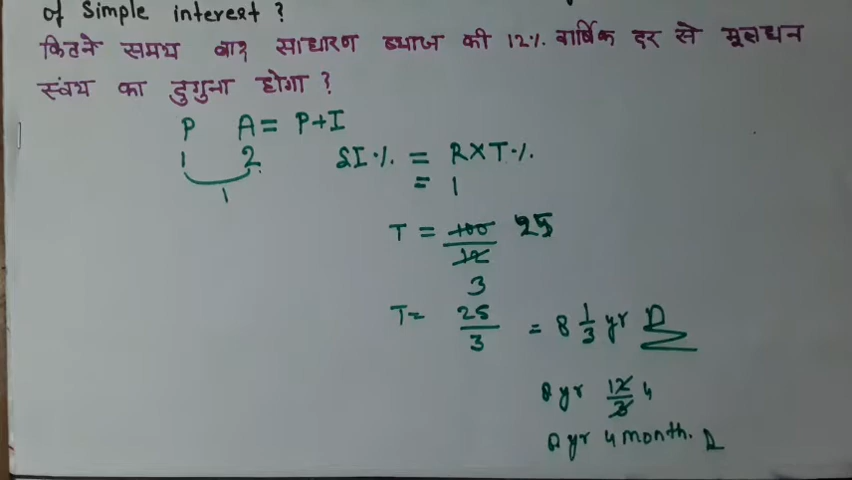 of Simple interest ?
कितने समय बाद साधारण ब्याज की 12% वार्षिक दर से मूलधन
स्वंय का दुगुना होगा ?
P A = P+I
1 2 SI% = R×T%
1 = 1
T = 100/12 25
3
T= 25/3 = 8 1/3 yr
8 yr 12/3 4
8 yr 4 month.